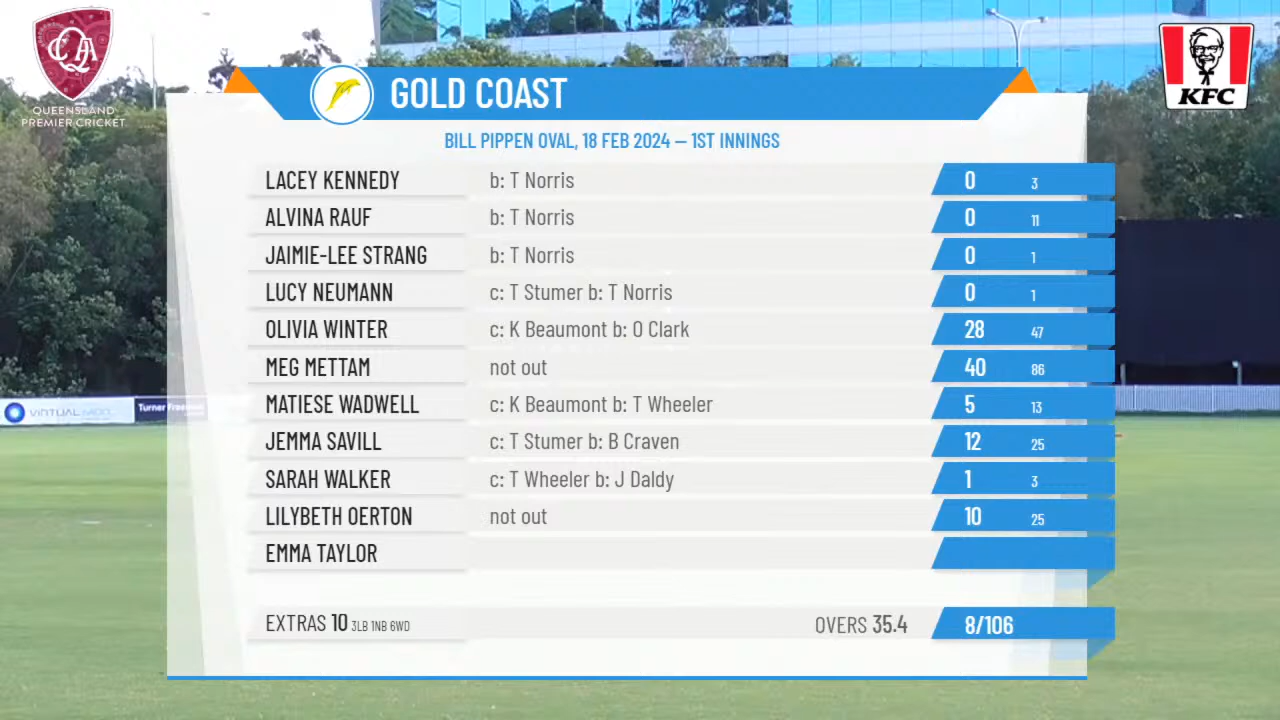 QUEENSLAND
PREMIER CRICKET
KFC
GOLD COAST
BILL PIPPEN OVAL, 18 FEB 2024 – 1ST INNINGS
LACEY KENNEDY b: T Norris 0 3
ALVINA RAUF b: T Norris 0 11
JAIMIE-LEE STRANG b: T Norris 0 1
LUCY NEUMANN c: T Stumer b: T Norris 0 1
OLIVIA WINTER c: K Beaumont b: O Clark 28 47
MEG METTAM not out 40 86
MATIESE WADWELL c: K Beaumont b: T Wheeler 5 13
JEMMA SAVILL c: T Stumer b: B Craven 12 25
SARAH WALKER c: T Wheeler b: J Daldy 1 3
LILYBETH OERTON not out 10 25
EMMA TAYLOR
EXTRAS 10 3LB 1NB 6WD OVERS 35.4 8/106
VIRTUAL
Turner